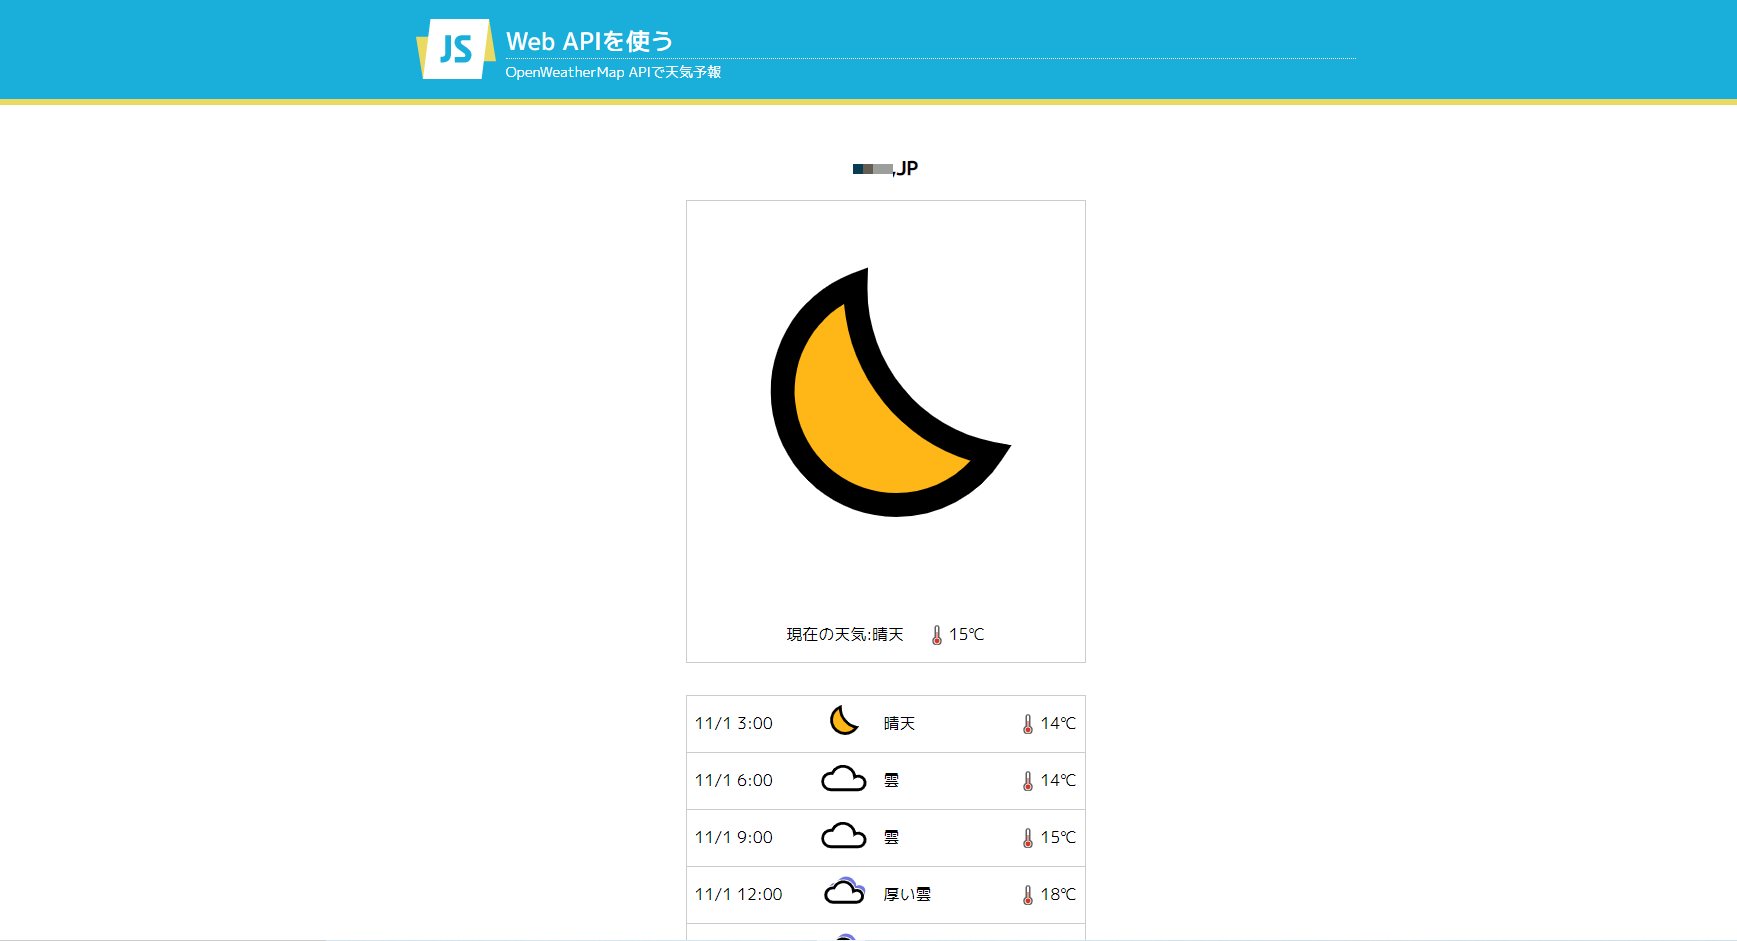 JS
Web APIを使う
OpenWeatherMap APIで天気予報
,JP
現在の天気:晴天 15℃
11/1 3:00 晴天 14℃
11/1 6:00 雲 14℃
11/1 9:00 雲 15℃
11/1 12:00 厚い雲 18℃